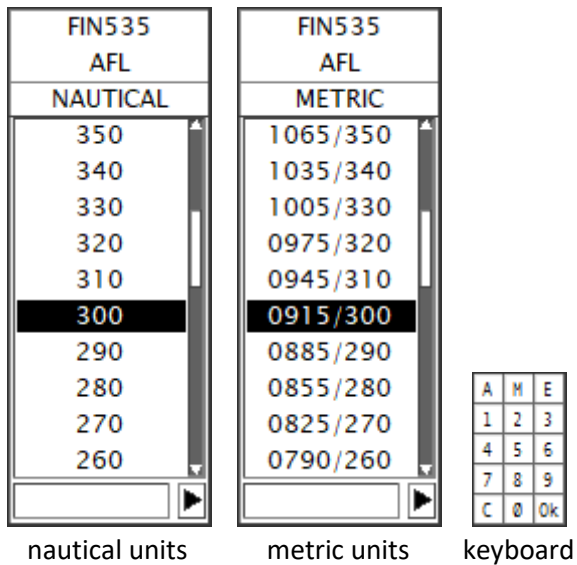 FIN535
AFL
NAUTICAL
350
340
330
320
310
300
290
280
270
260
nautical units
FIN535
AFL
METRIC
1065/350
1035/340
1005/330
0975/320
0945/310
0915/300
0885/290
0855/280
0825/270
0790/260
metric units
A M E
1 2 3
4 5 6
7 8 9
C Ø Ok
keyboard